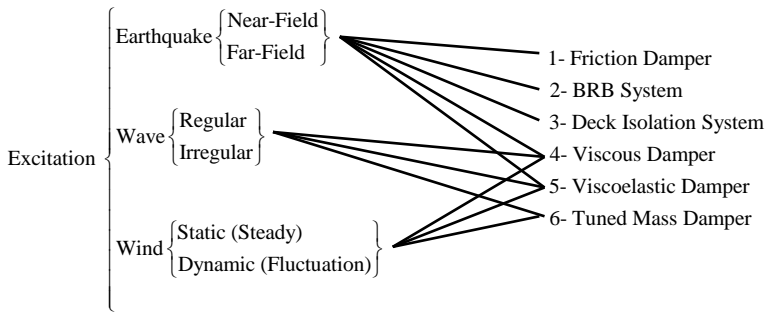 Excitation
Earthquake
Near-Field
Far-Field
Wave
Regular
Irregular
Wind
Static (Steady)
Dynamic (Fluctuation)
1- Friction Damper
2- BRB System
3- Deck Isolation System
4- Viscous Damper
5- Viscoelastic Damper
6- Tuned Mass Damper